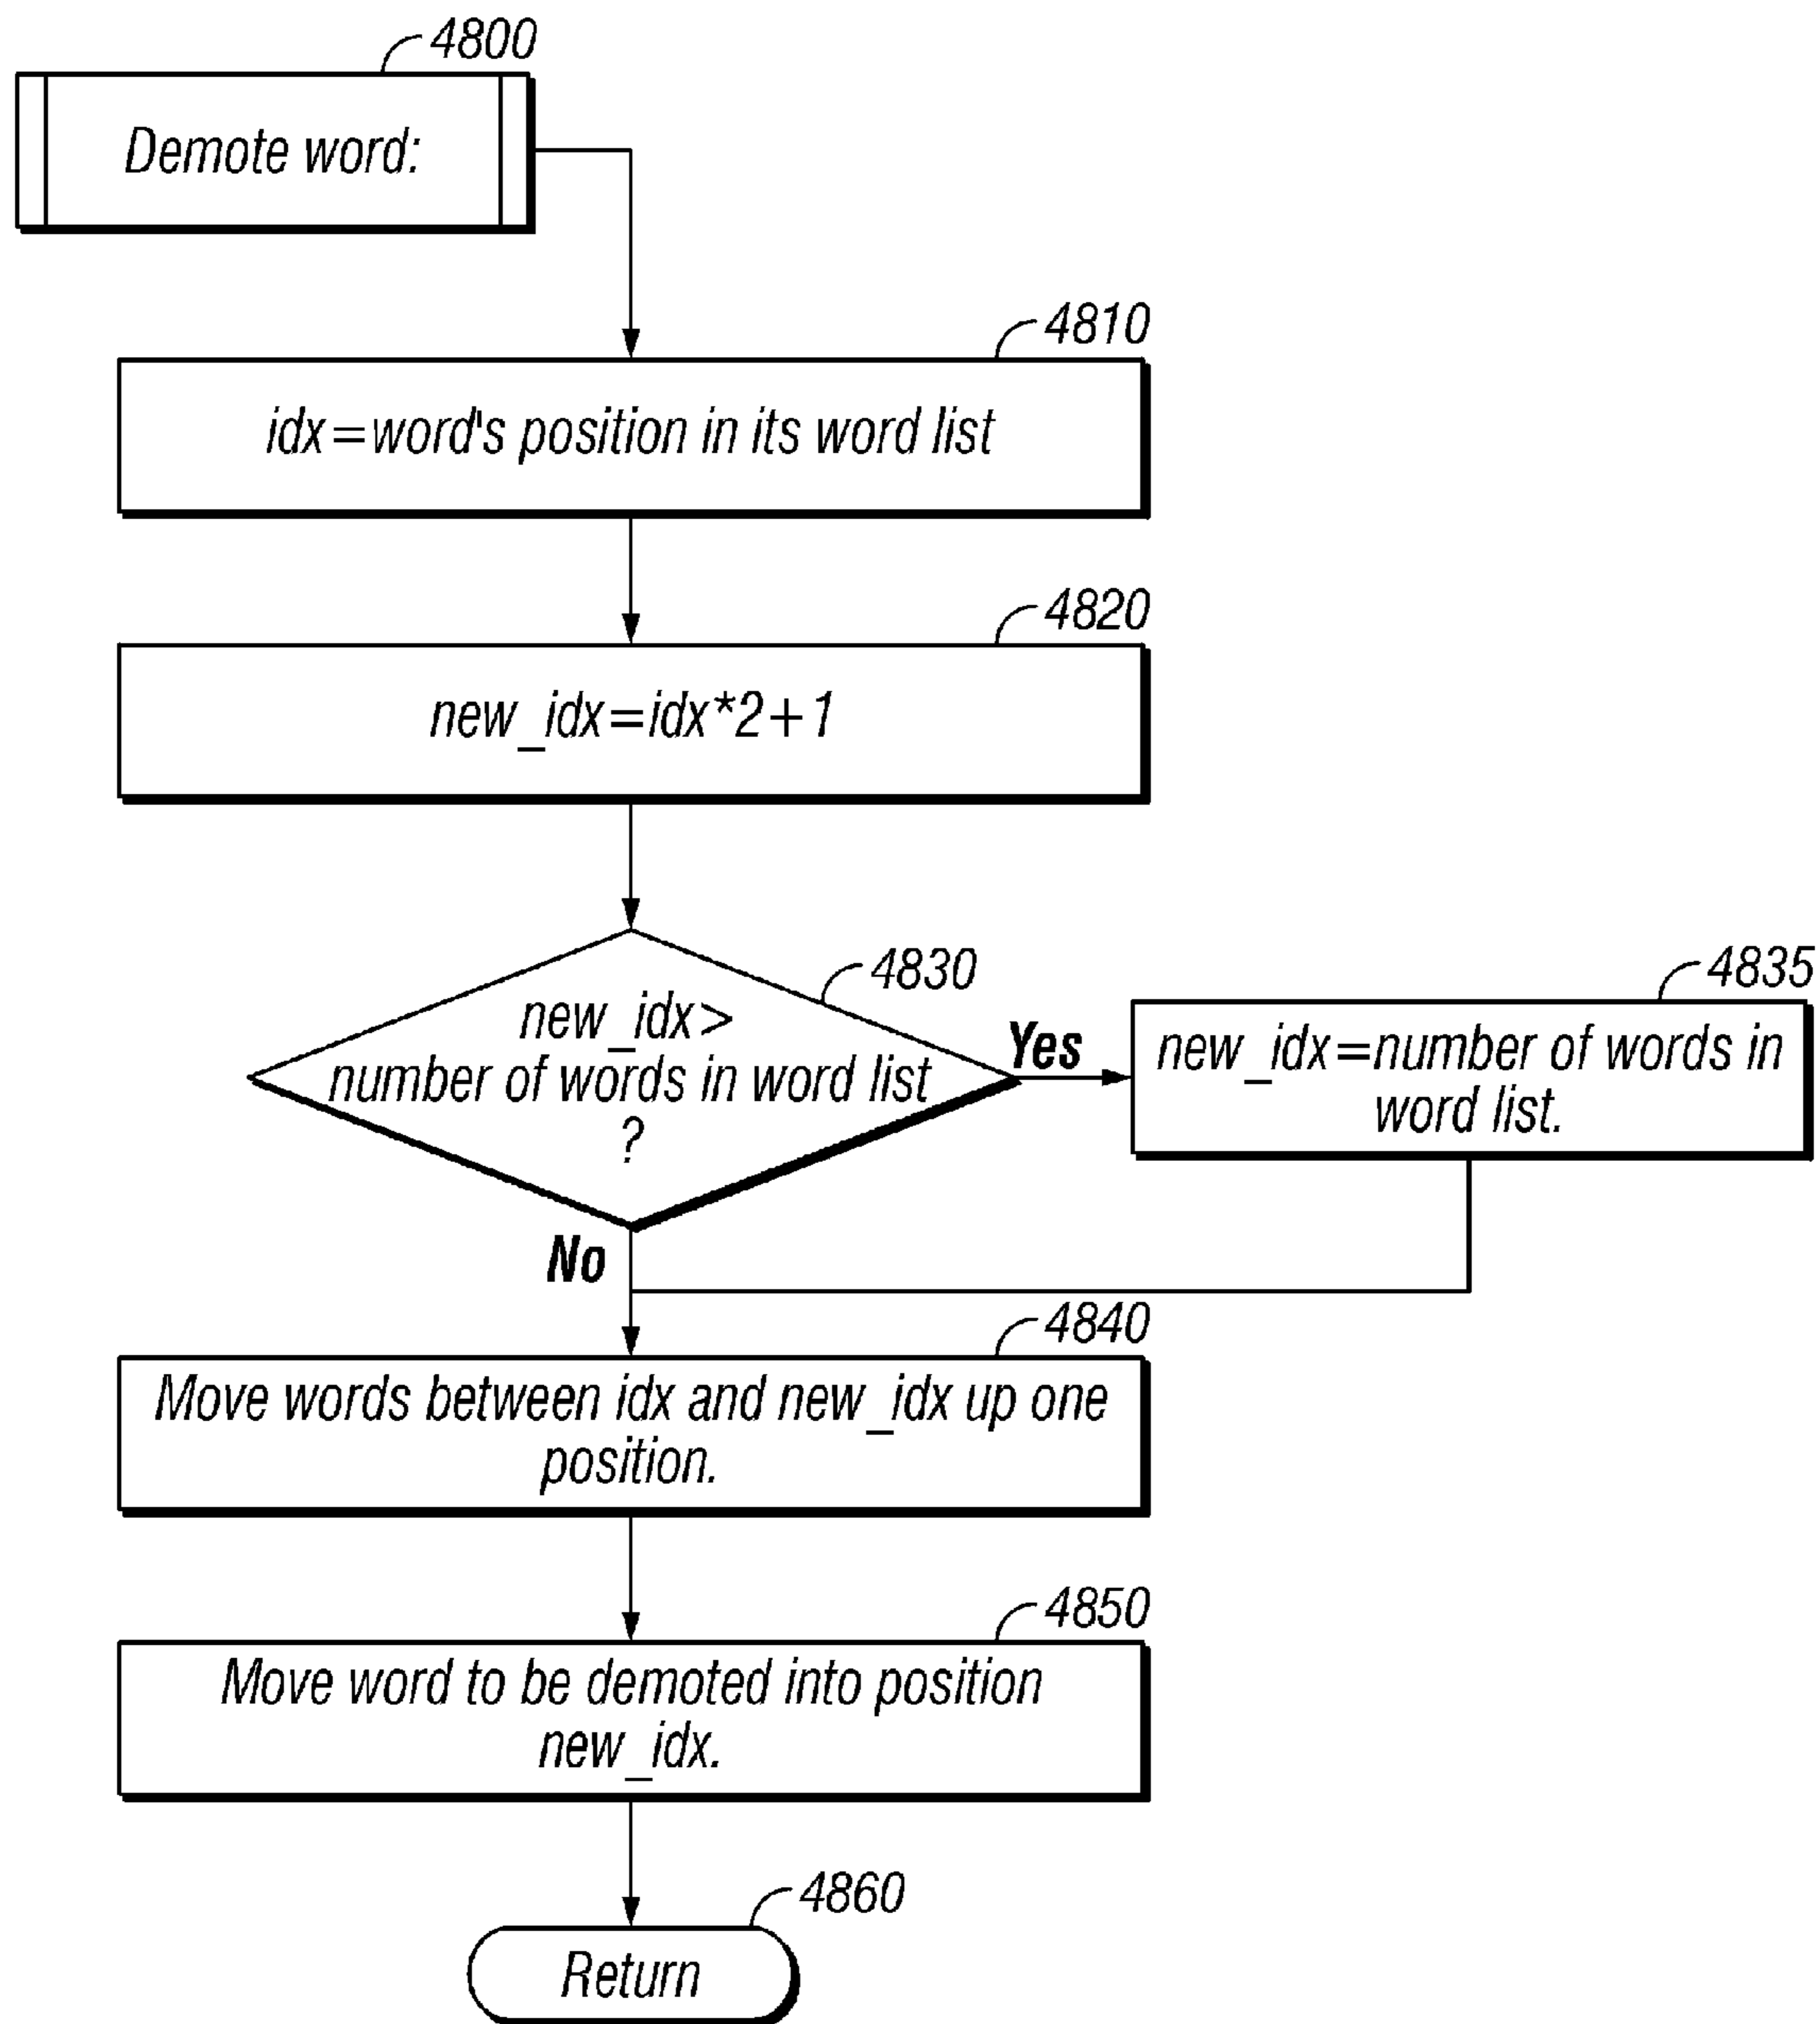 4800
Demote word:
4810
idx=word's position in its word list
4820
new_idx=idx*2+1
4830
new_idx>
number of words in word list
?
Yes
4835
new_idx=number of words in
word list.
No
4840
Move words between idx and new_idx up one
position.
4850
Move word to be demoted into position
new_idx.
4860
Return